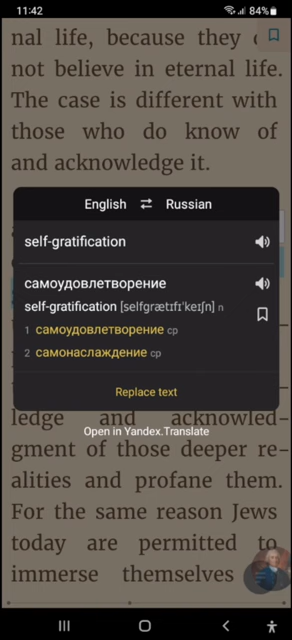 11:42
84%
nal life, because they
not believe in eternal life.
The case is different with
those who do know of
and acknowledge it.
English Russian
self-gratification
самоудовлетворение
self-gratification [selfgrætɪfɪˈkeɪʃn] n
1 самоудовлетворение ср
2 самонаслаждение ср
Replace text
ledge and acknowled-
Open in Yandex.Translate
gment of those deeper re-
alities and profane them.
For the same reason Jews
today are permitted to
immerse themselves